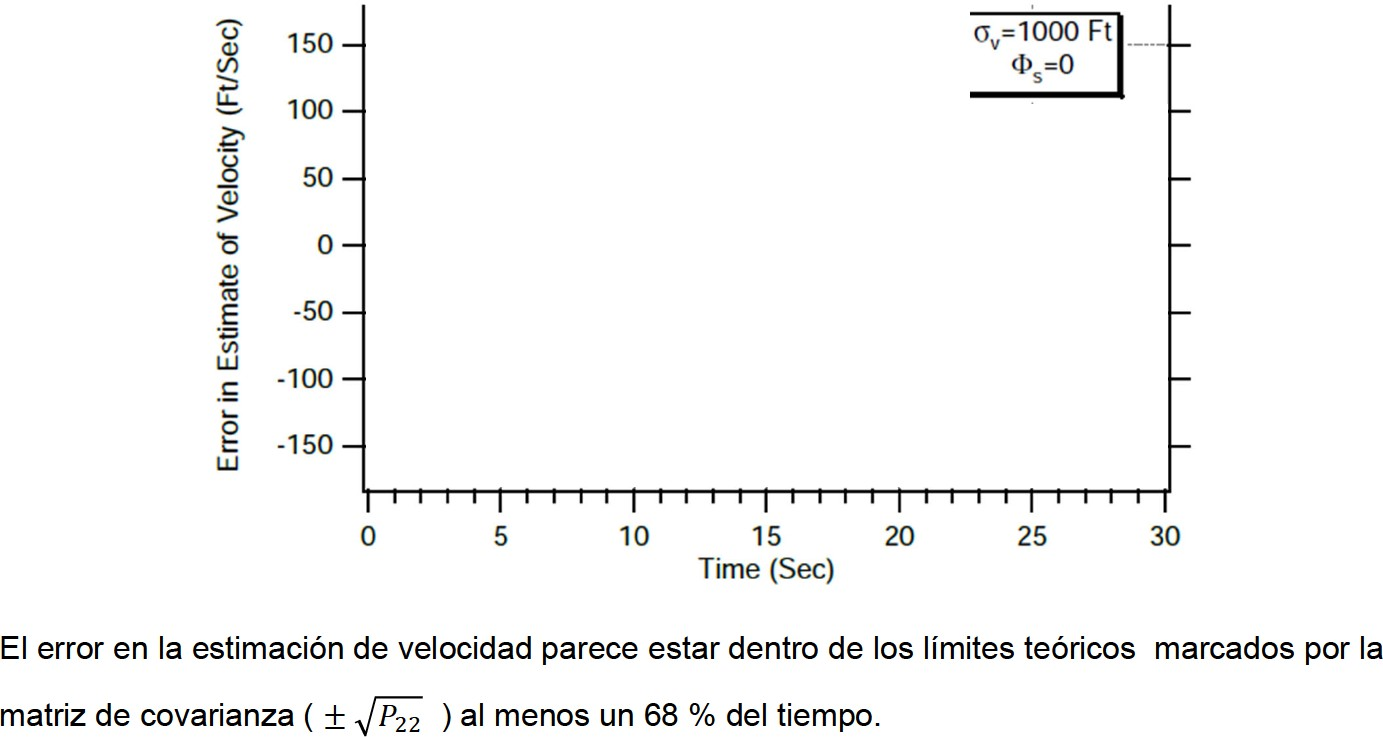 Error in Estimate of Velocity (Ft/Sec)
150
100
50
0
-50
-100
-150
σv=1000 Ft
Φs=0
0 5 10 15 20 25 30
Time (Sec)
El error en la estimación de velocidad parece estar dentro de los límites teóricos marcados por la
matriz de covarianza ( ± √P22 ) al menos un 68 % del tiempo.